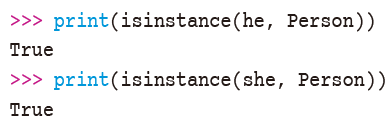 >>> print(isinstance(he, Person))
True
>>> print(isinstance(she, Person))
True